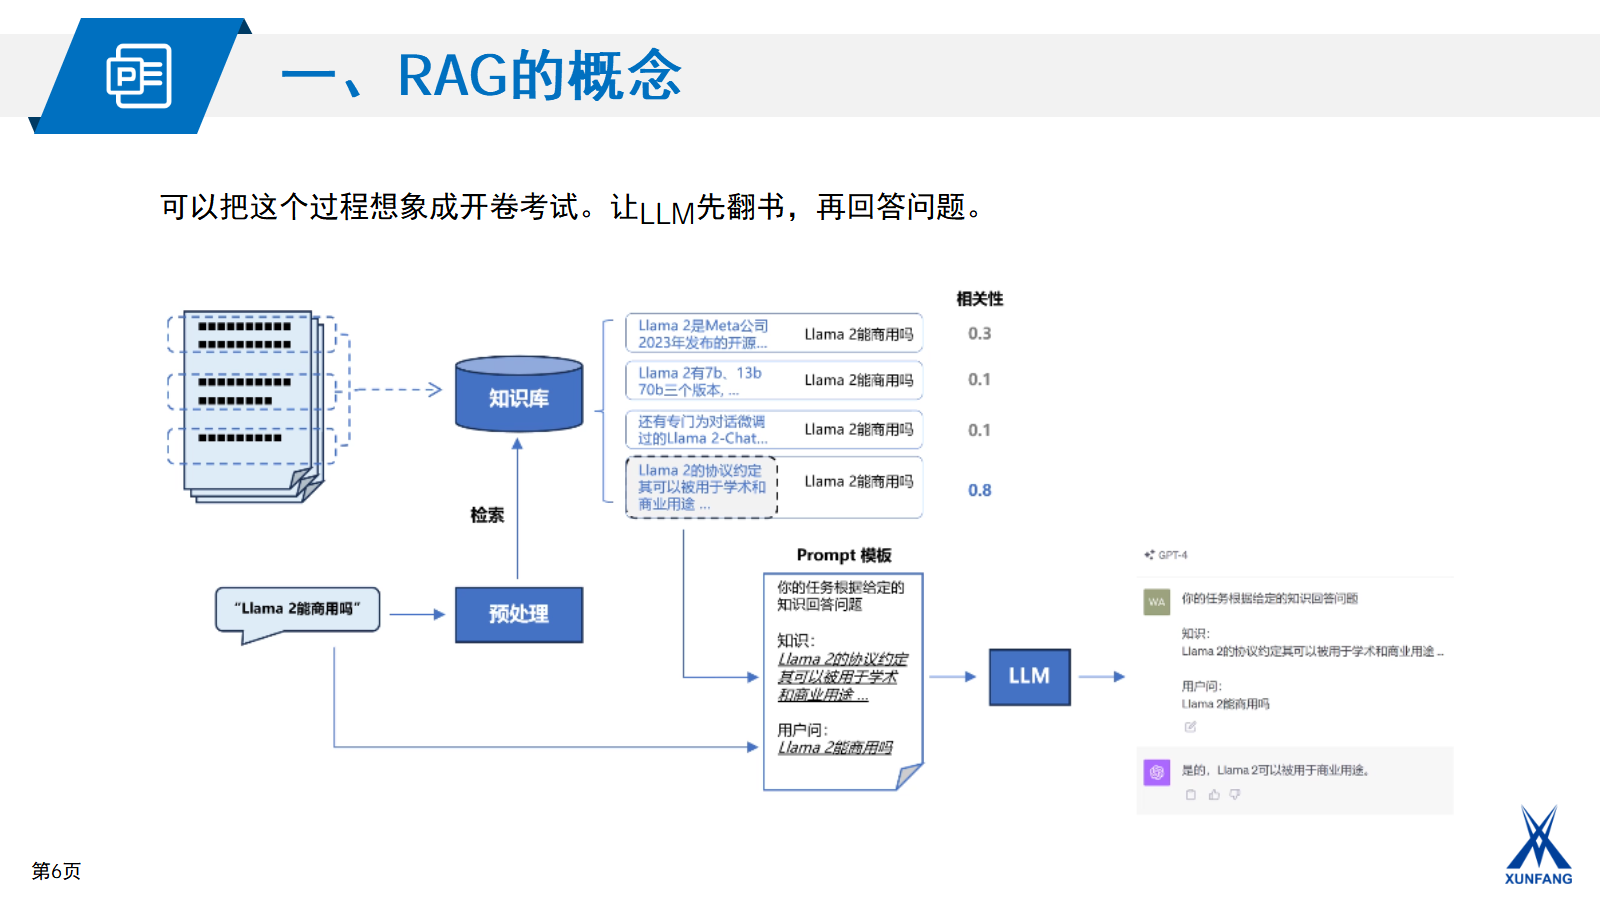 一、RAG的概念
可以把这个过程想象成开卷考试。让LLM先翻书，再回答问题。
相关性
Llama 2是Meta公司
2023年发布的开源...
Llama 2能商用吗
0.3
Llama 2有7b、13b
70b三个版本, ...
Llama 2能商用吗
0.1
还有专门为对话微调
过的Llama 2-Chat...
Llama 2能商用吗
0.1
Llama 2的协议约定
其可以被用于学术和
商业用途 ...
Llama 2能商用吗
0.8
知识库
检索
“Llama 2能商用吗”
预处理
Prompt 模板
你的任务根据给定的
知识回答问题
知识:
Llama 2的协议约定
其可以被用于学术
和商业用途 ...
用户问:
Llama 2能商用吗
LLM
GPT-4
WA
你的任务根据给定的知识回答问题
知识:
Llama 2的协议约定其可以被用于学术和商业用途 ...
用户问:
Llama 2能商用吗
是的，Llama 2可以被用于商业用途。
第6页
XUNFANG